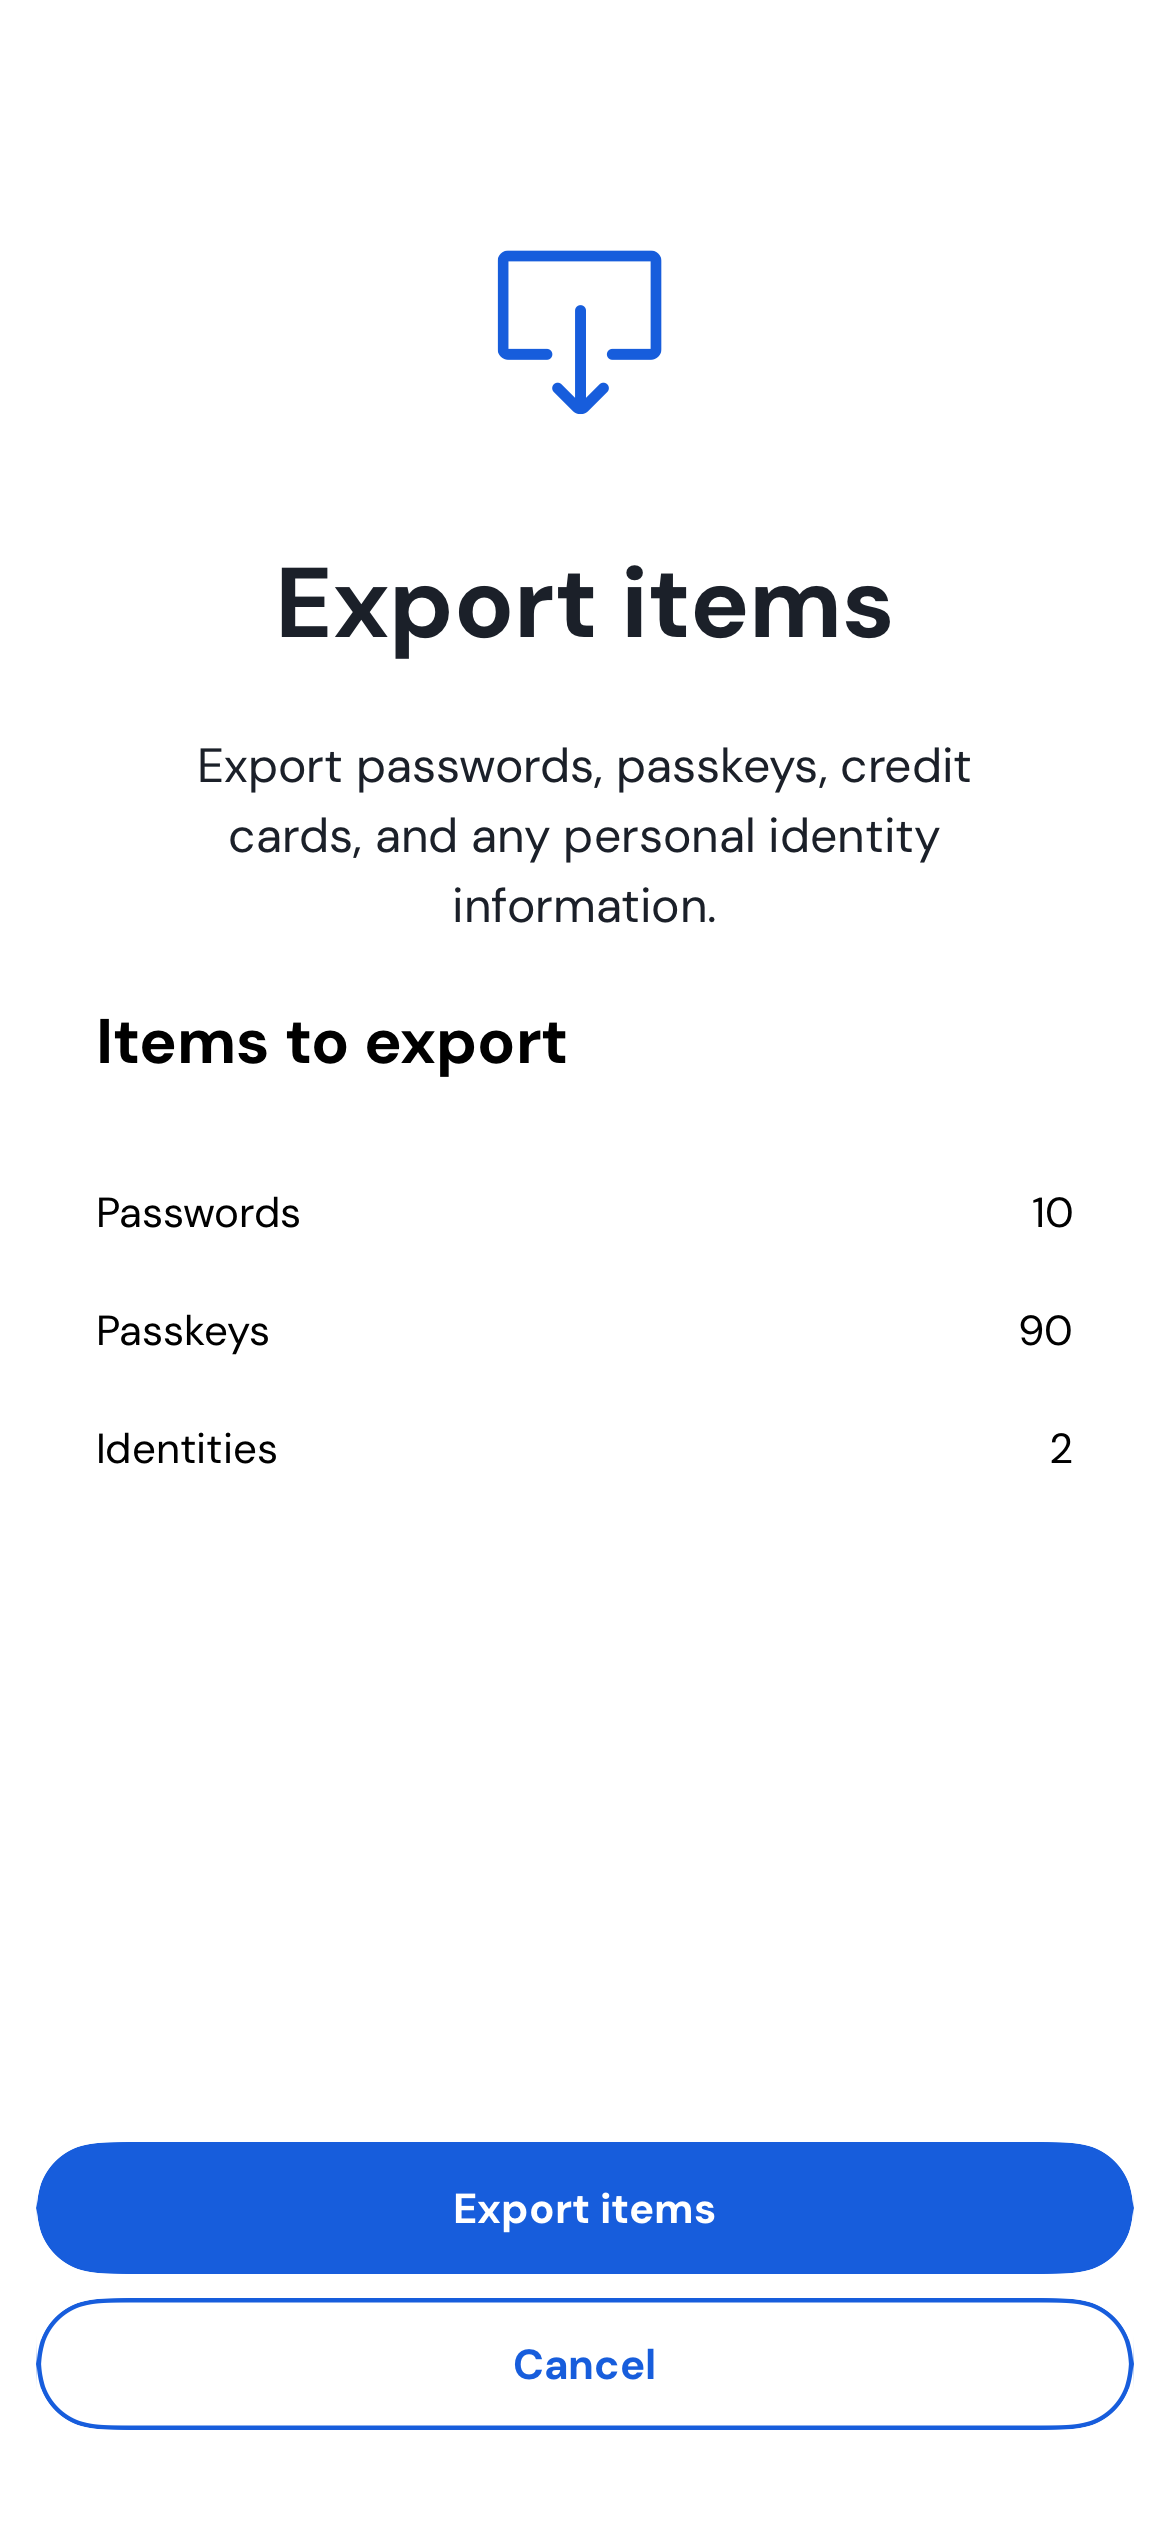 Export items
Export passwords, passkeys, credit
cards, and any personal identity
information.
Items to export
Passwords 10
Passkeys 90
Identities 2
Export items
Cancel